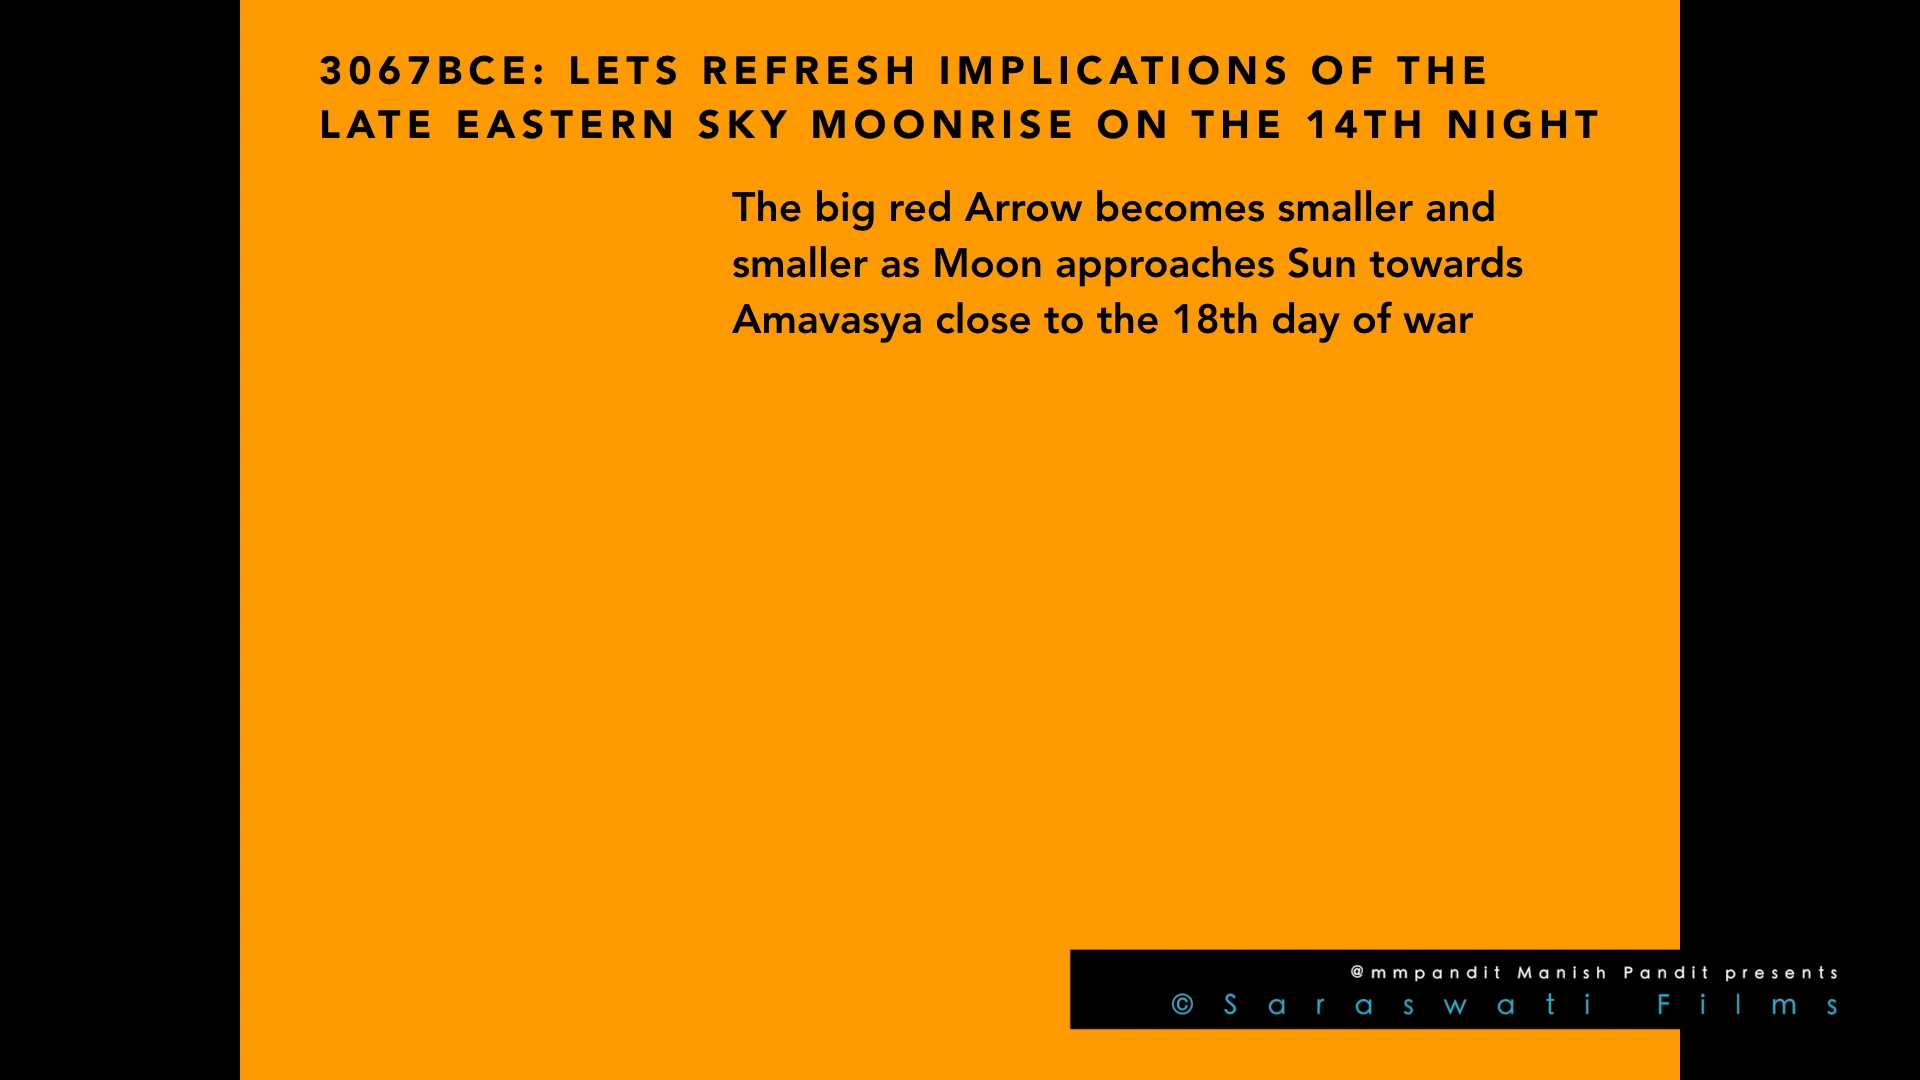 3067BCE: LETS REFRESH IMPLICATIONS OF THE
LATE EASTERN SKY MOONRISE ON THE 14TH NIGHT
The big red Arrow becomes smaller and
smaller as Moon approaches Sun towards
Amavasya close to the 18th day of war
@mmpandit Manish Pandit presents
© Saraswati Films